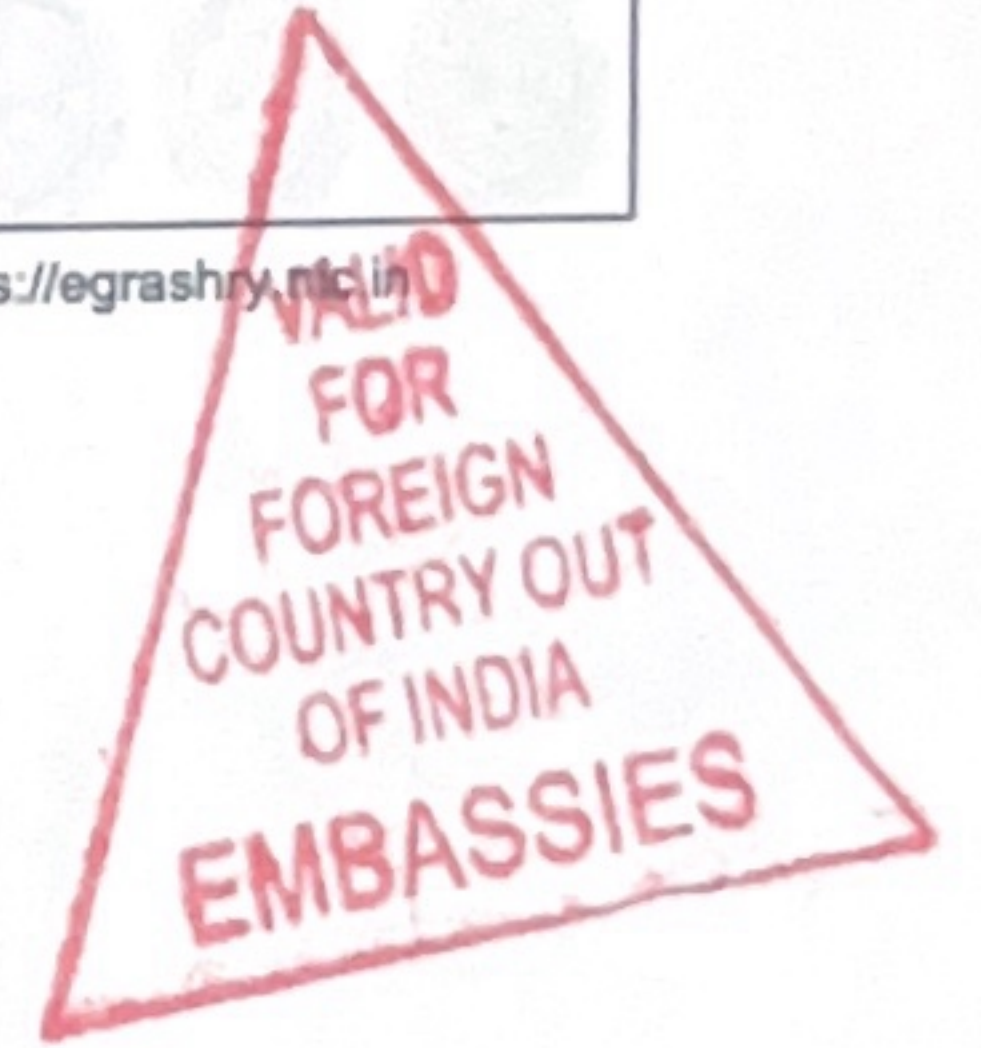 s://egrashry.nic.in
VALID
FOR
FOREIGN
COUNTRY OUT
OF INDIA
EMBASSIES